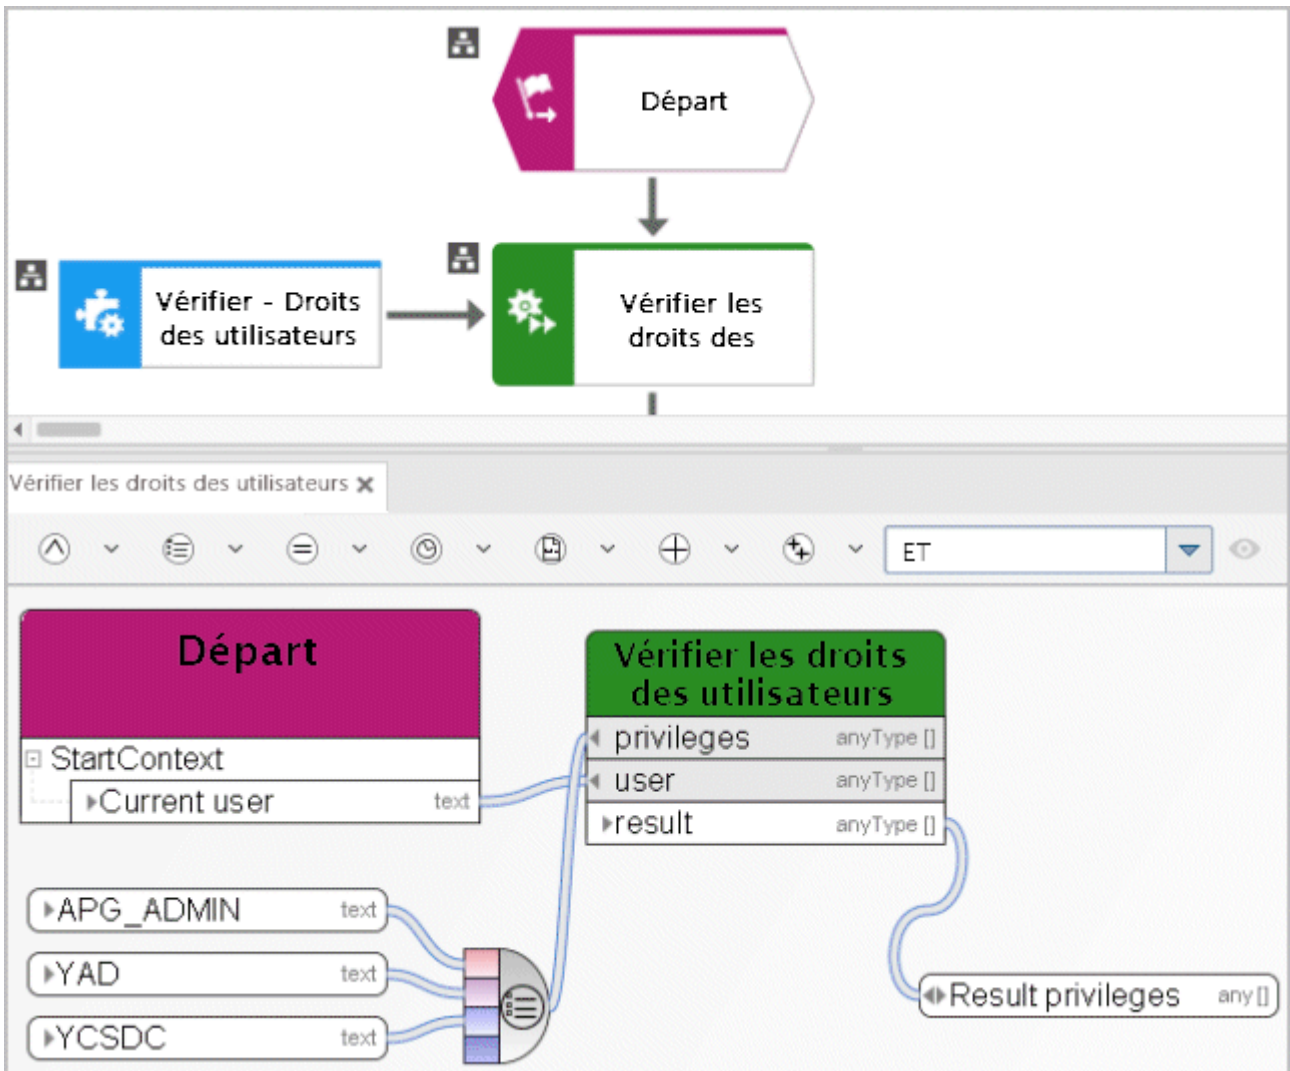 Départ
Vérifier - Droits
des utilisateurs
Vérifier les
droits des
Vérifier les droits des utilisateurs
ET
Départ
StartContext
Current user text
Vérifier les droits
des utilisateurs
privileges anyType []
user anyType []
result anyType []
APG_ADMIN text
YAD text
YCSDC text
Result privileges any []